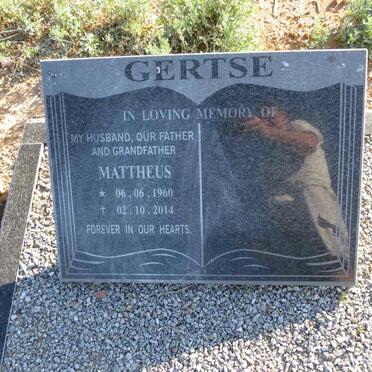 GERTSE
IN LOVING MEMORY OF
MY HUSBAND, OUR FATHER
AND GRANDFATHER
MATTHEUS
* 06.06.1960
† 02.10.2014
FOREVER IN OUR HEARTS.